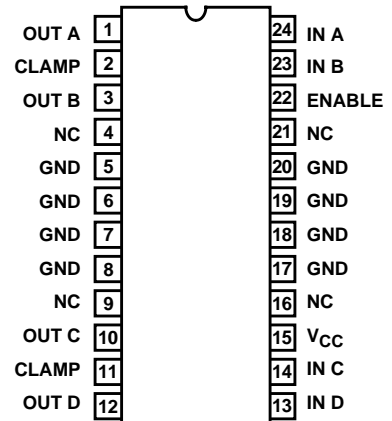 OUT A 1 24 IN A
CLAMP 2 23 IN B
OUT B 3 22 ENABLE
NC 4 21 NC
GND 5 20 GND
GND 6 19 GND
GND 7 18 GND
GND 8 17 GND
NC 9 16 NC
OUT C 10 15 VCC
CLAMP 11 14 IN C
OUT D 12 13 IN D